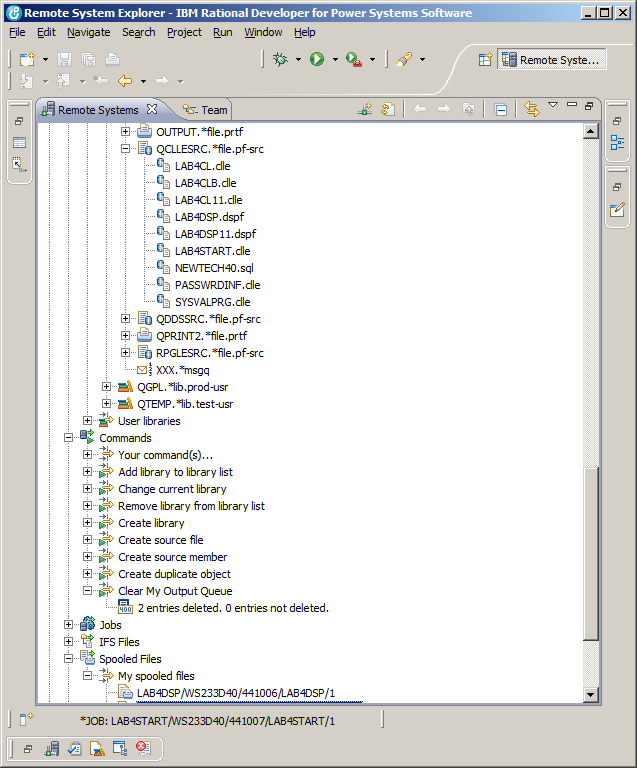 Remote System Explorer - IBM Rational Developer for Power Systems Software
File Edit Navigate Search Project Run Window Help
Remote Syste...
Remote Systems Team
OUTPUT.*file.prtf
QCLLESRC.*file.pf-src
LAB4CL.clle
LAB4CLB.clle
LAB4CL11.clle
LAB4DSP.dspf
LAB4DSP11.dspf
LAB4START.clle
NEWTECH40.sql
PASSWRDINF.clle
SYSVALPRG.clle
QDDSSRC.*file.pf-src
QPRINT2.*file.prtf
RPGLESRC.*file.pf-src
XXX.*msgq
QGPL.*lib.prod-usr
QTEMP.*lib.test-usr
User libraries
Commands
Your command(s)...
Add library to library list
Change current library
Remove library from library list
Create library
Create source file
Create source member
Create duplicate object
Clear My Output Queue
400 2 entries deleted. 0 entries not deleted.
Jobs
IFS Files
Spooled Files
My spooled files
LAB4DSP/WS233D40/441006/LAB4DSP/1
*JOB: LAB4START/WS233D40/441007/LAB4START/1